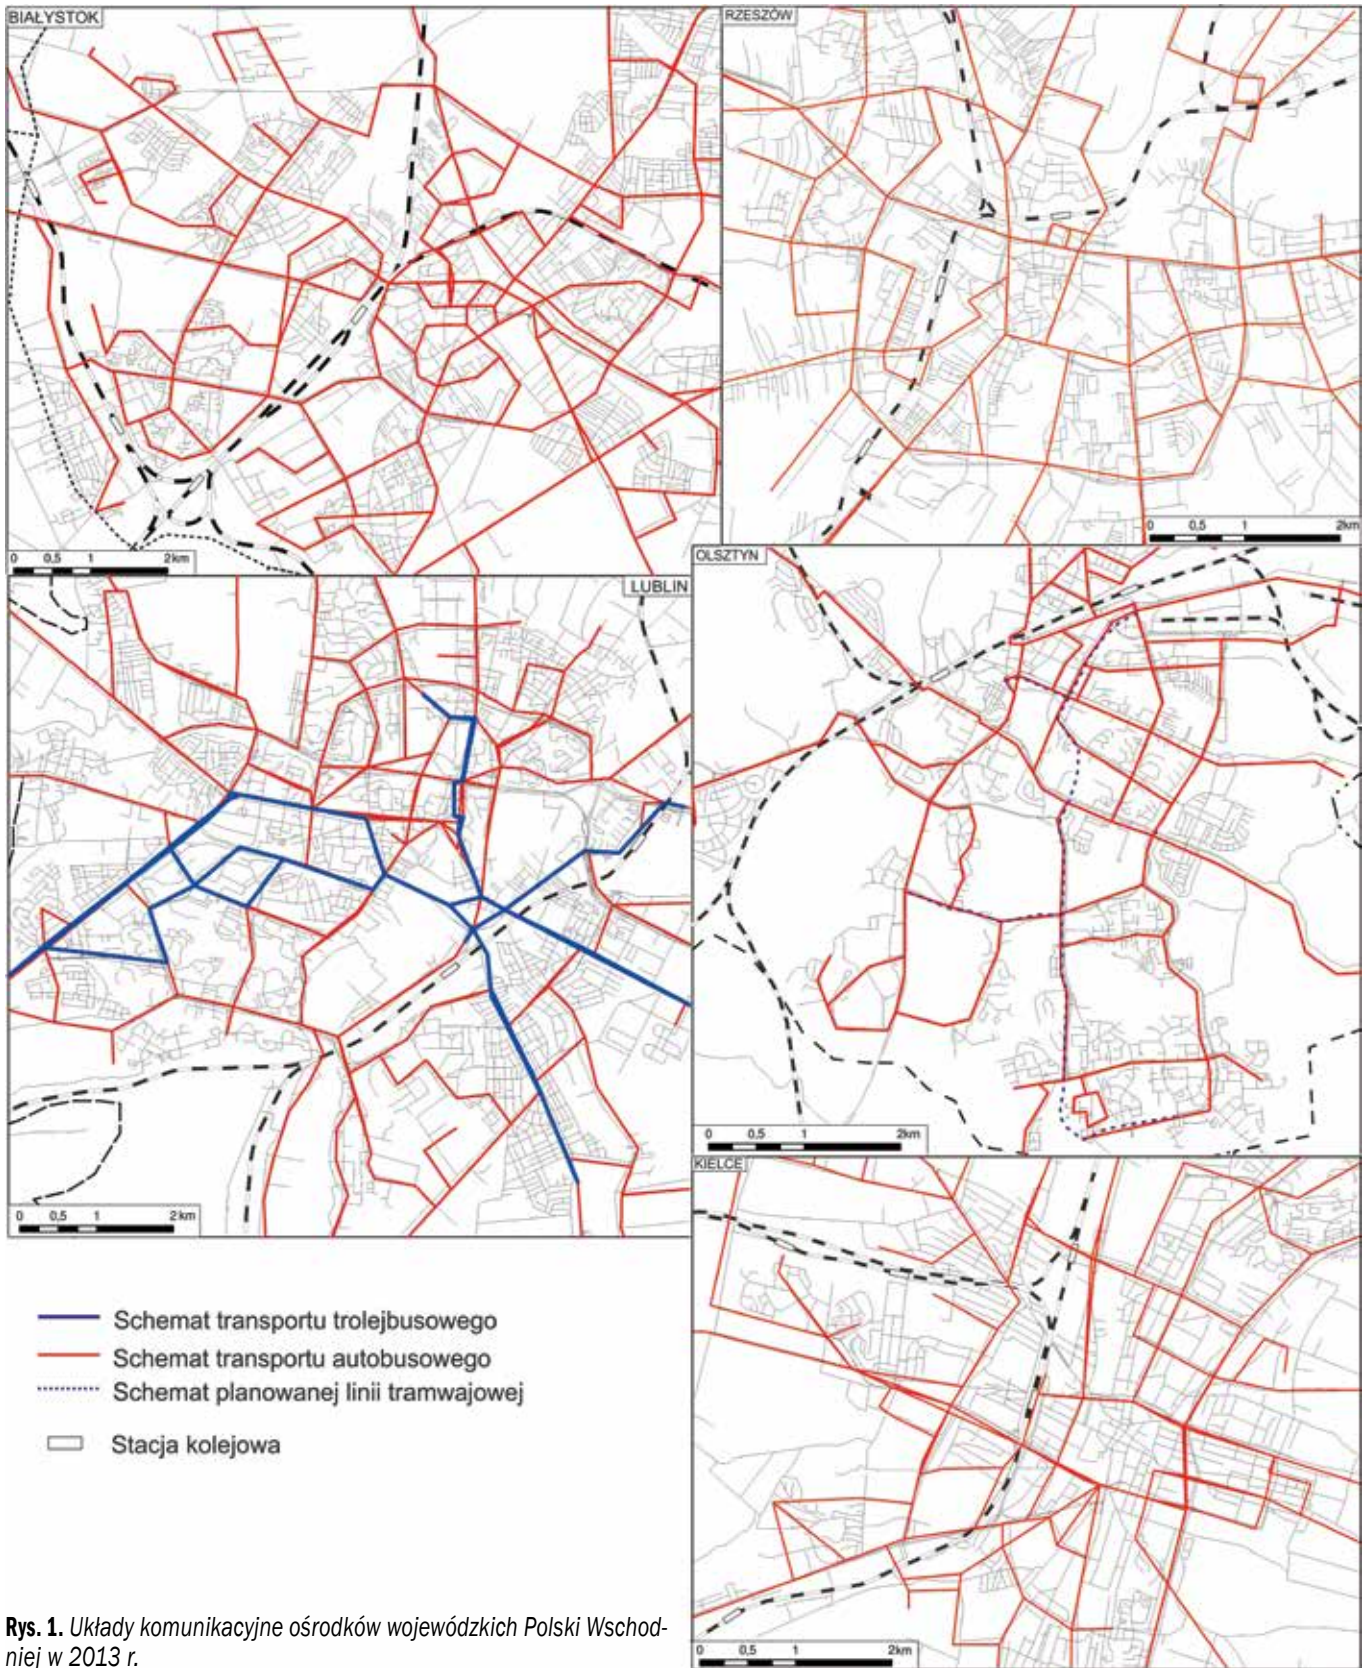 BIAŁYSTOK
0 0,5 1 2km
RZESZÓW
0 0,5 1 2km
LUBLIN
0 0,5 1 2km
OLSZTYN
0 0,5 1 2km
KIELCE
0 0,5 1 2km
Schemat transportu trolejbusowego
Schemat transportu autobusowego
Schemat planowanej linii tramwajowej
Stacja kolejowa
Rys. 1. Układy komunikacyjne ośrodków wojewódzkich Polski Wschod-
niej w 2013 r.